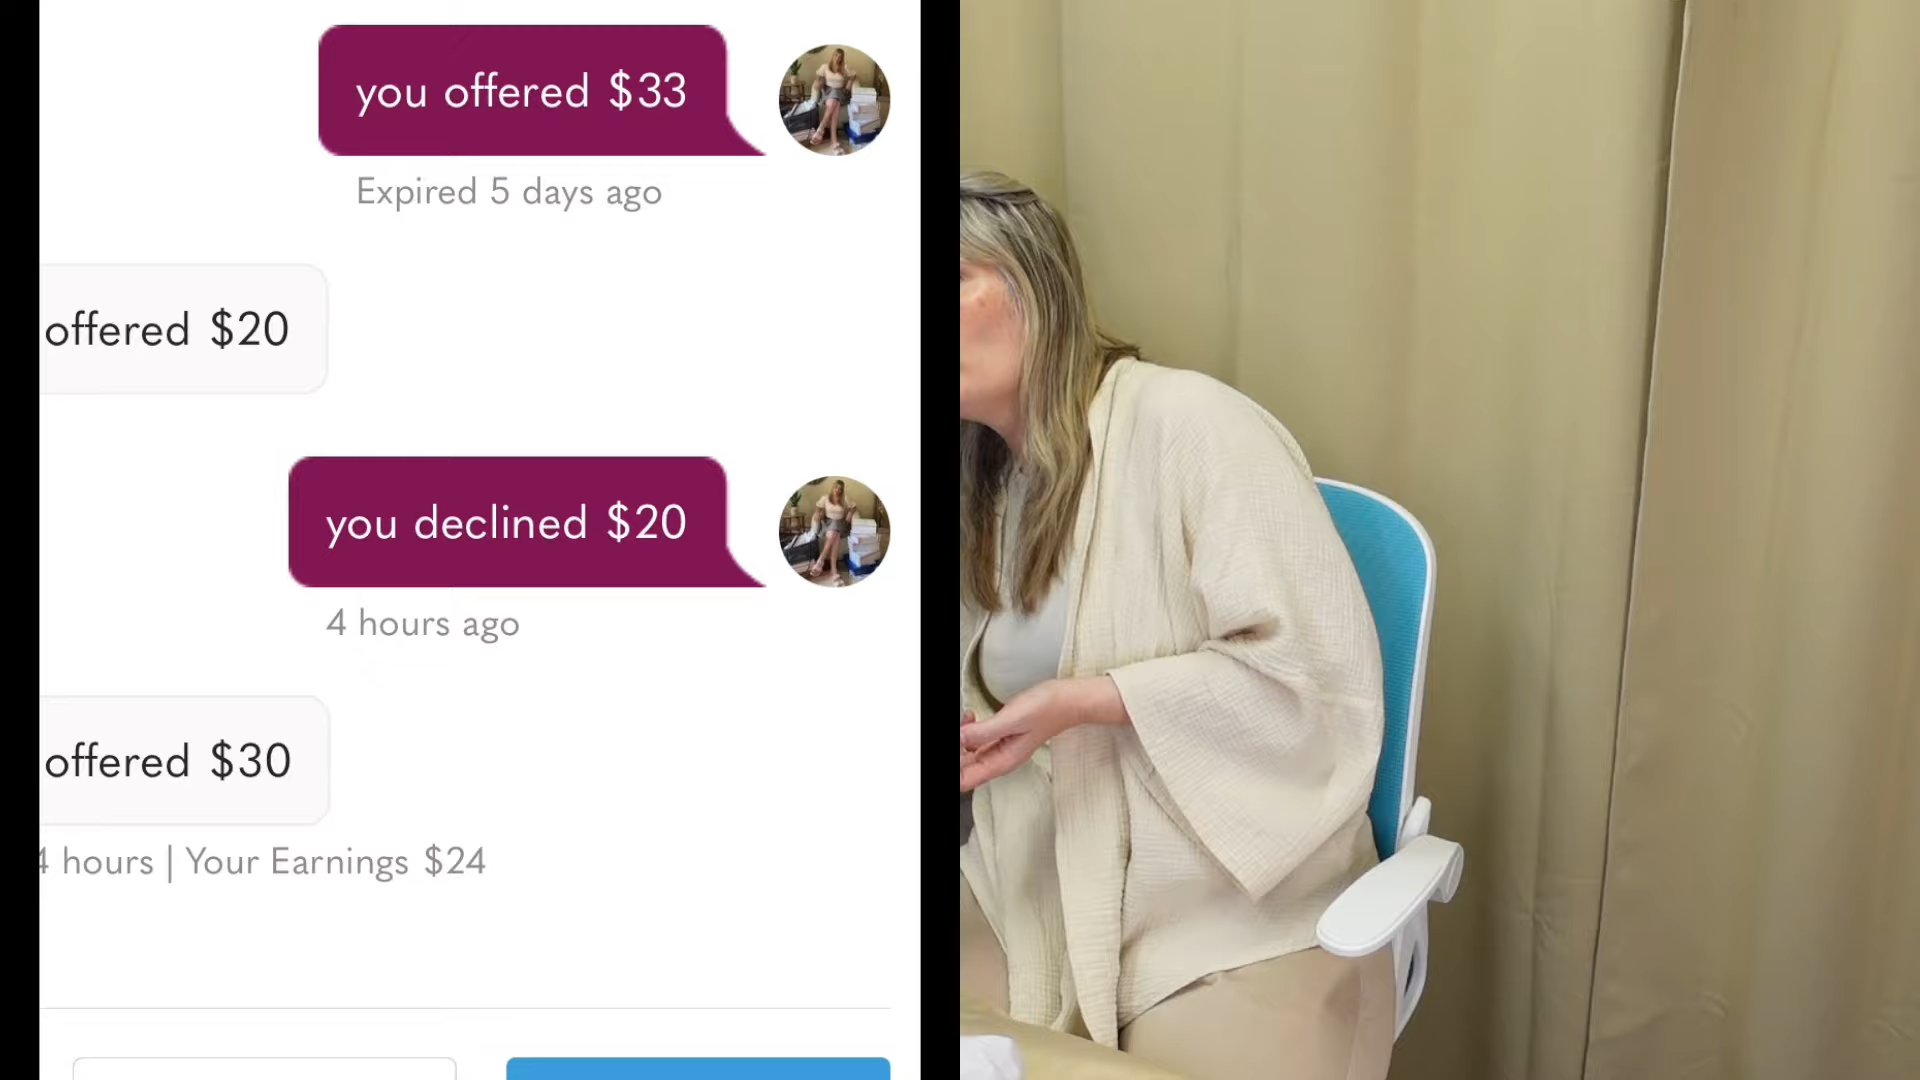 you offered $33
Expired 5 days ago
offered $20
you declined $20
4 hours ago
offered $30
hours | Your Earnings $24